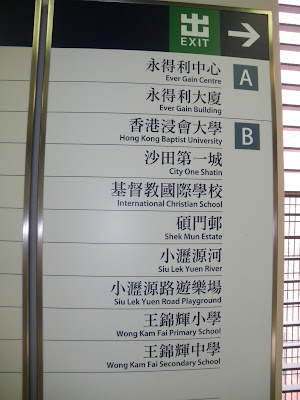 出
EXIT
永得利中心
Ever Gain Centre
A
永得利大廈
Ever Gain Building
香港浸會大學
Hong Kong Baptist University
B
沙田第一城
City One Shatin
基督教國際學校
International Christian School
碩門邨
Shek Mun Estate
小瀝源河
Siu Lek Yuen River
小瀝源路遊樂場
Siu Lek Yuen Road Playground
王錦輝小學
Wong Kam Fai Primary School
王錦輝中學
Wong Kam Fai Secondary School